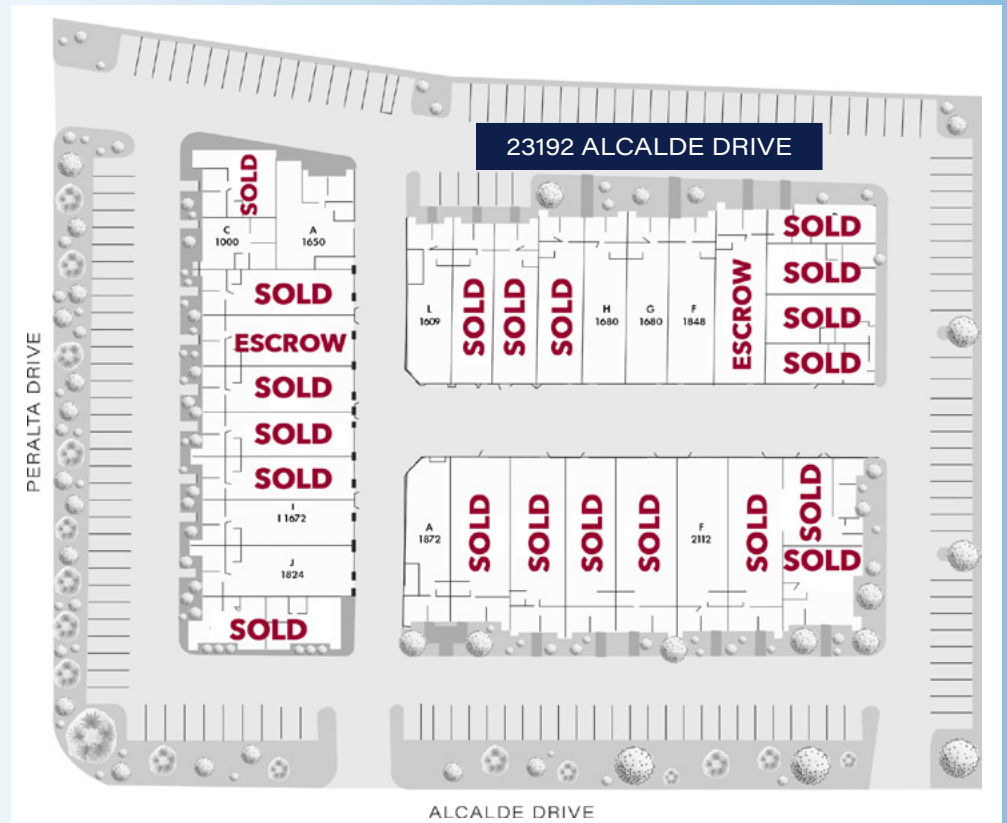 23192 ALCALDE DRIVE
PERALTA DRIVE
SOLD
C
1000
A
1650
SOLD
ESCROW
SOLD
SOLD
SOLD
I
I 1672
J
1824
SOLD
L
1609
SOLD
SOLD
SOLD
H
1680
G
1680
F
1848
ESCROW
SOLD
SOLD
SOLD
SOLD
A
1872
SOLD
SOLD
SOLD
SOLD
F
2112
SOLD
SOLD
SOLD
ALCALDE DRIVE